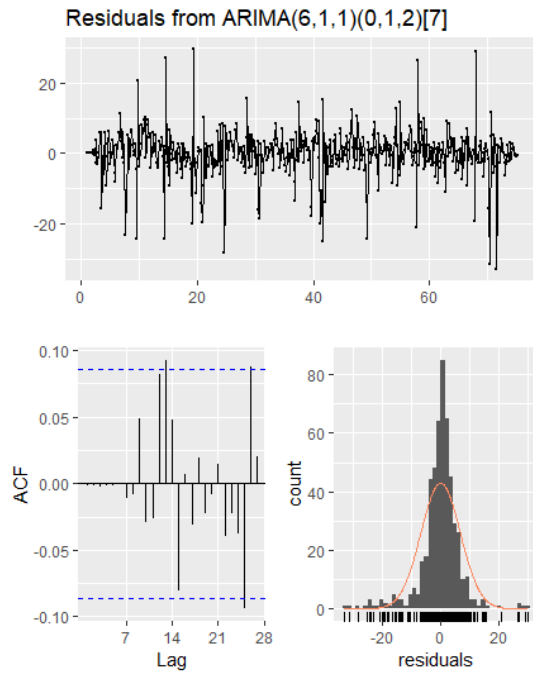 Residuals from ARIMA(6,1,1)(0,1,2)[7]
20
0
-20
0 20 40 60
0.10
0.05
0.00
-0.05
-0.10
ACF
7 14 21 28
Lag
80
60
40
20
0
count
-20 0 20
residuals